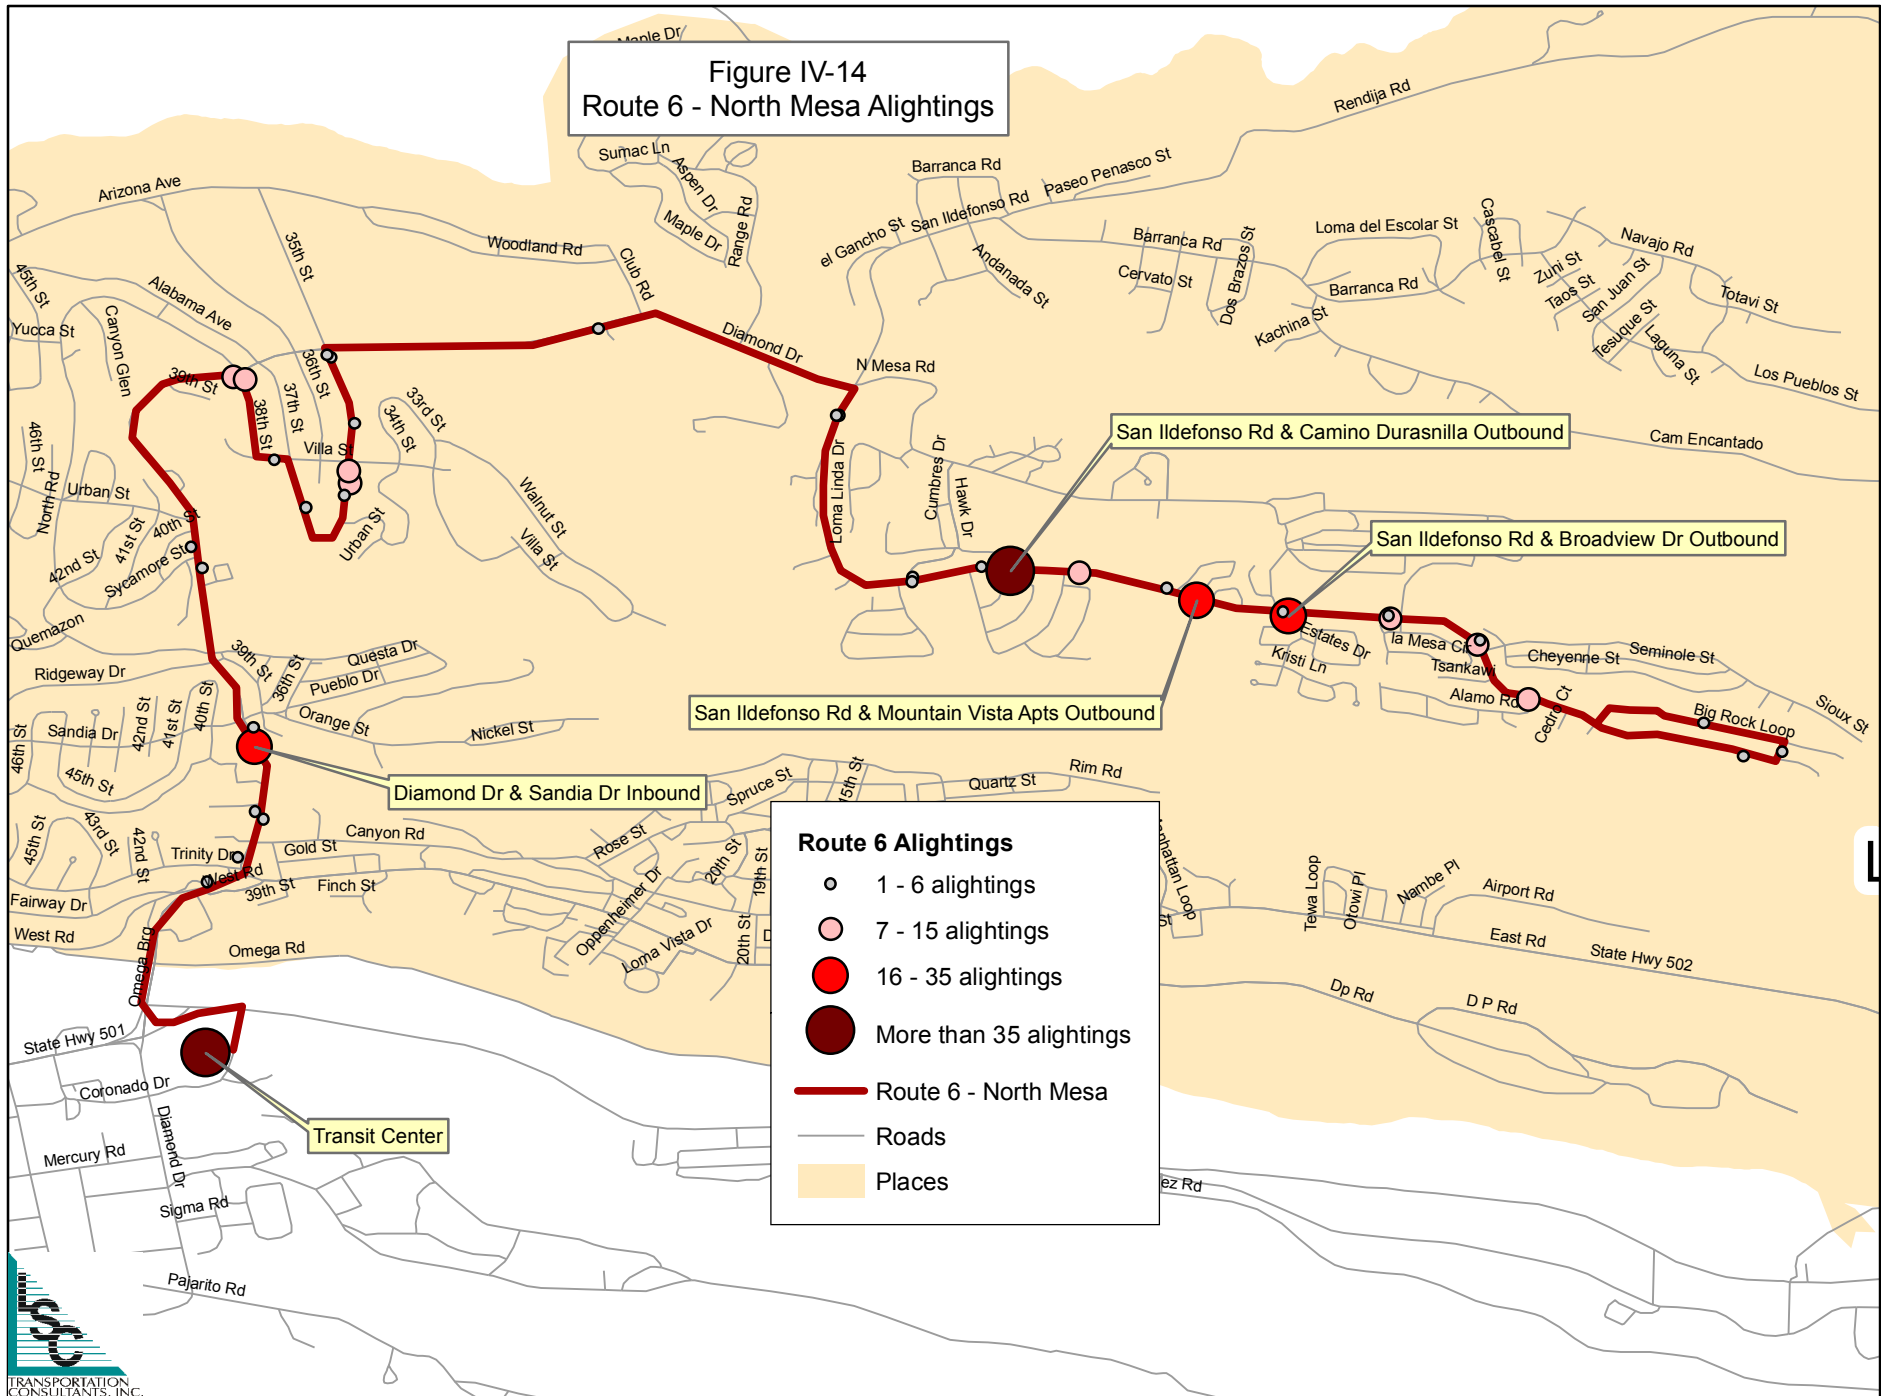 Maple Dr
Figure IV-14
Route 6 - North Mesa Alightings
Rendija Rd
Sumac Ln
Aspen Dr
Maple Dr
Range Rd
Barranca Rd
Paseo Penasco St
San Ildefonso Rd
el Gancho St
Andanada St
Arizona Ave
35th St
Woodland Rd
Club Rd
Barranca Rd
Cervato St
Dos Brazos St
Loma del Escolar St
Cascabel St
Barranca Rd
Kachina St
Navajo Rd
Zuni St
Taos St
San Juan St
Tesuque St
Laguna St
Totavi St
Los Pueblos St
Cam Encantado
45th St
Yucca St
Canyon Glen
Alabama Ave
39th St
38th St
37th St
36th St
34th St
33rd St
Villa St
Diamond Dr
N Mesa Rd
46th St
North Rd
Urban St
41st St
40th St
42nd St
Sycamore St
Urban St
Walnut St
Villa St
Loma Linda Dr
Cumbres Dr
Hawk Dr
San Ildefonso Rd & Camino Durasnilla Outbound
San Ildefonso Rd & Broadview Dr Outbound
Quemazon
Ridgeway Dr
39th St
36th St
Questa Dr
Pueblo Dr
Orange St
Nickel St
Estates Dr
Kristi Ln
la Mesa Cir
Tsankawi
Cheyenne St
Seminole St
Alamo Rd
Cedro Ct
Big Rock Loop
Sioux St
San Ildefonso Rd & Mountain Vista Apts Outbound
46th St
Sandia Dr
42nd St
41st St
40th St
45th St
Diamond Dr & Sandia Dr Inbound
Spruce St
15th St
Quartz St
Rim Rd
45th St
43rd St
42nd St
Trinity Dr
Gold St
Canyon Rd
Rose St
20th St
19th St
West Rd
39th St
Finch St
Fairway Dr
West Rd
Omega Brg
Omega Rd
Oppenheimer Dr
Loma Vista Dr
20th St
D
St
Manhattan Loop
Tewa Loop
Otowi Pl
Nambe Pl
Airport Rd
East Rd
State Hwy 502
L
Dp Rd
D P Rd
Route 6 Alightings
1 - 6 alightings
7 - 15 alightings
16 - 35 alightings
More than 35 alightings
Route 6 - North Mesa
Roads
Places
State Hwy 501
Coronado Dr
Transit Center
Mercury Rd
Diamond Dr
Sigma Rd
Pajarito Rd
ez Rd
LSC
TRANSPORTATION
CONSULTANTS, INC.